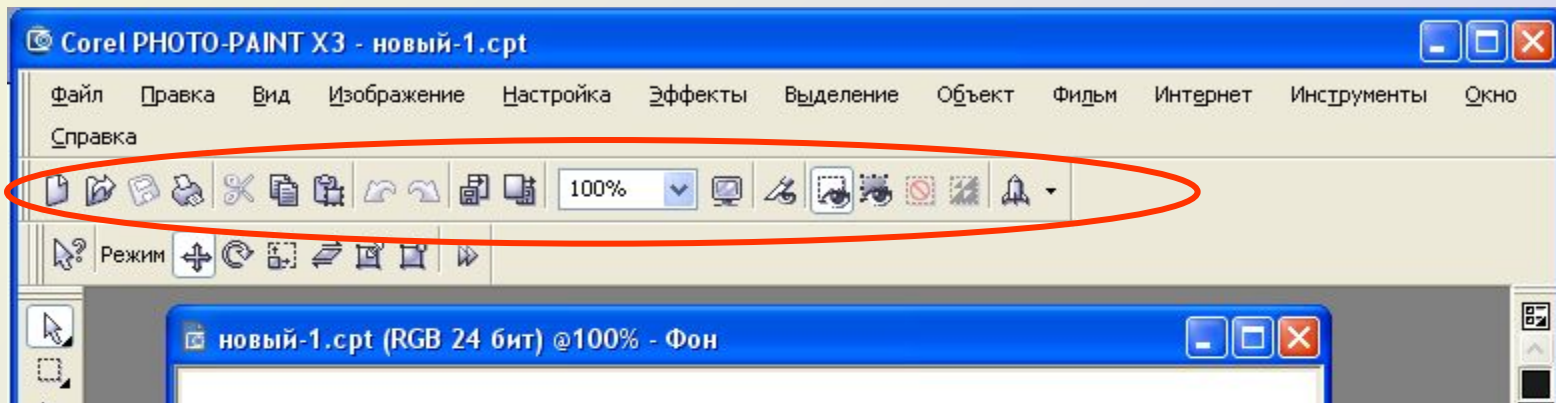 Corel PHOTO-PAINT X3 - новый-1.cpt
Файл Правка Вид Изображение Настройка Эффекты Выделение Объект Фильм Интернет Инструменты Окно
Справка
100%
Режим
новый-1.cpt (RGB 24 бит) @100% - Фон